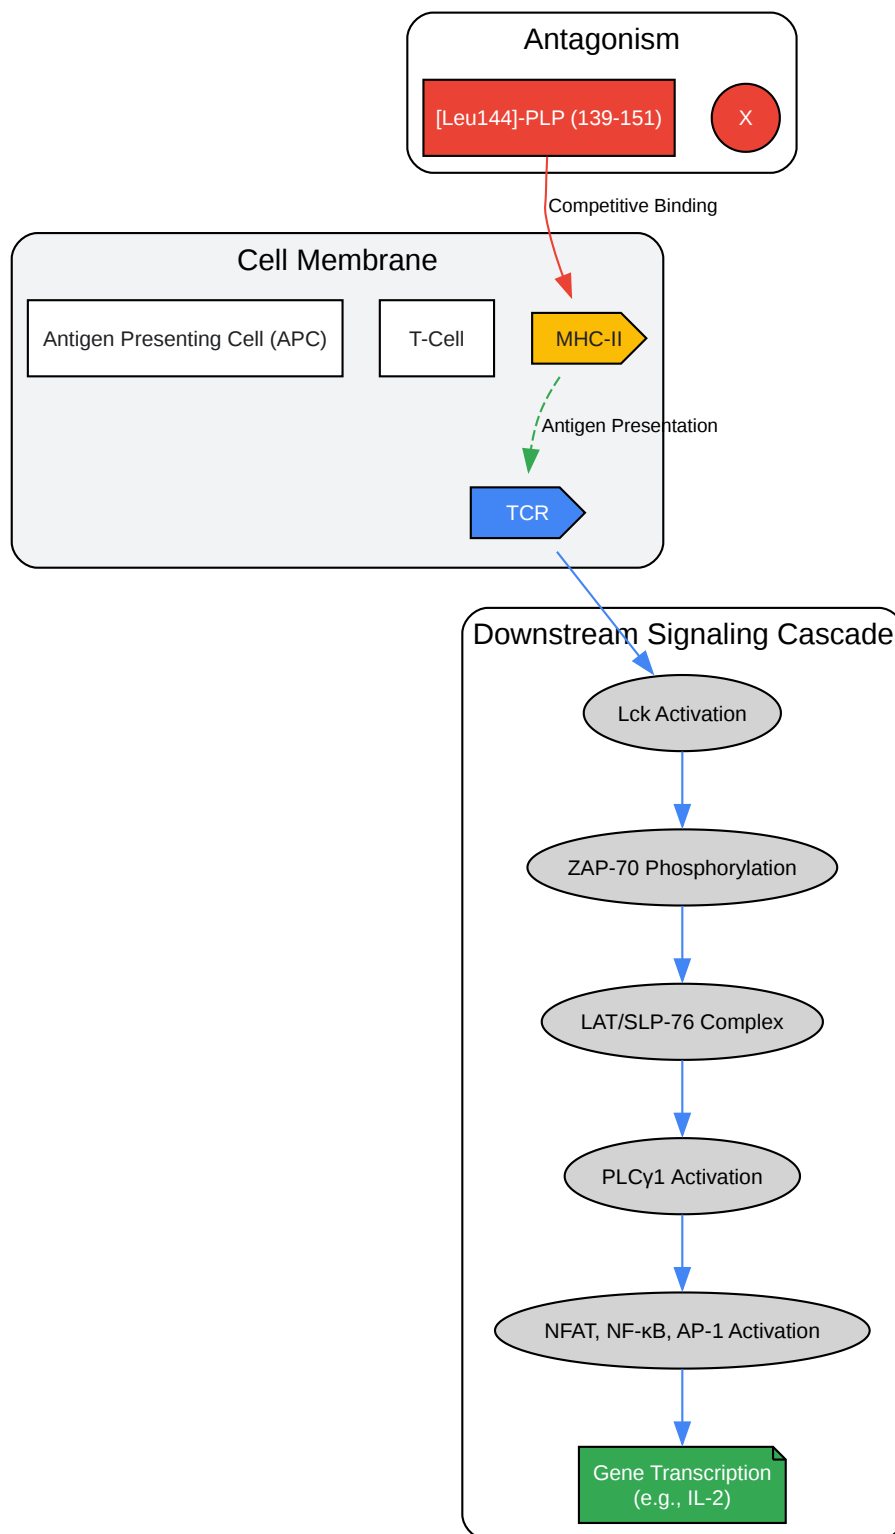 Antagonism
[Leu144]-PLP (139-151)
X
Competitive Binding
Cell Membrane
Antigen Presenting Cell (APC)
T-Cell
MHC-II
Antigen Presentation
TCR
Downstream Signaling Cascade
Lck Activation
ZAP-70 Phosphorylation
LAT/SLP-76 Complex
PLCγ1 Activation
NFAT, NF-κB, AP-1 Activation
Gene Transcription
(e.g., IL-2)